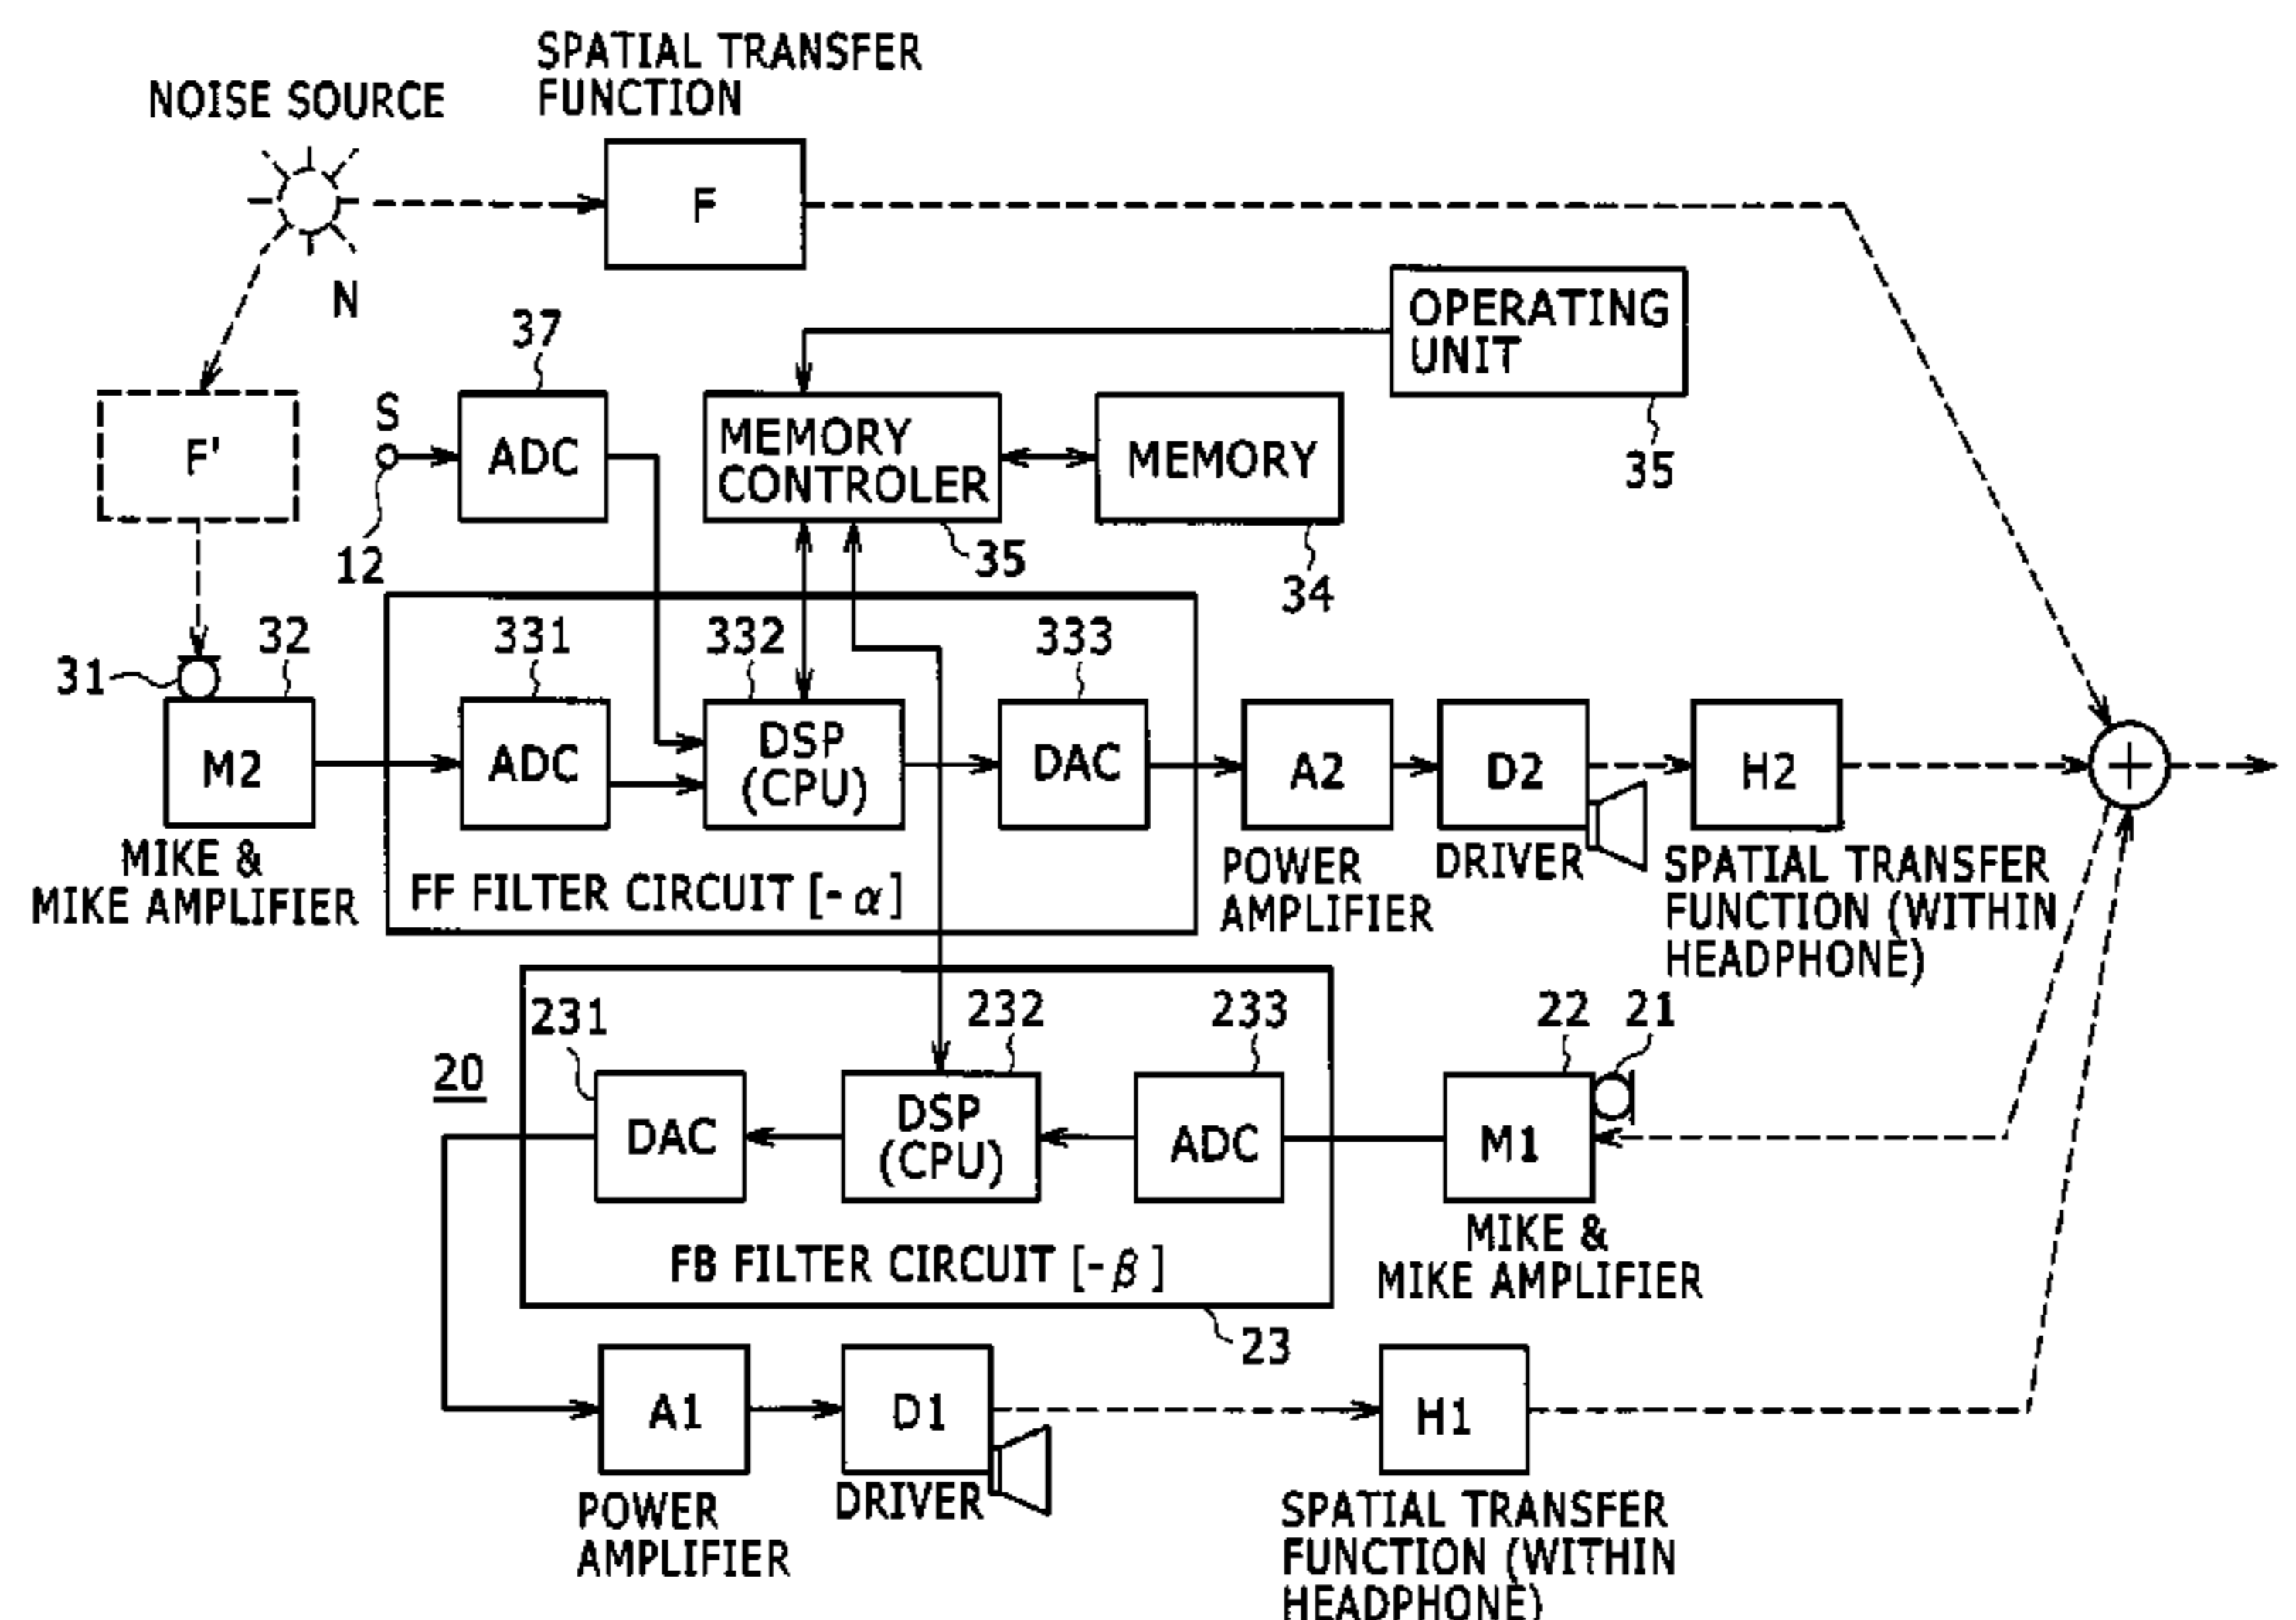 SPATIAL TRANSFER
FUNCTION
NOISE SOURCE
F
N
OPERATING
UNIT
35
37
S
ADC
12
F'
MEMORY
CONTROLER
35
MEMORY
34
31
32
M2
MIKE &
MIKE AMPLIFIER
331
ADC
332
DSP
(CPU)
333
DAC
FF FILTER CIRCUIT [-α]
A2
POWER
AMPLIFIER
D2
DRIVER
H2
SPATIAL TRANSFER
FUNCTION (WITHIN
HEADPHONE)
+
20
231
DAC
232
DSP
(CPU)
233
ADC
FB FILTER CIRCUIT [-β]
23
22
21
M1
MIKE &
MIKE AMPLIFIER
A1
POWER
AMPLIFIER
D1
DRIVER
H1
SPATIAL TRANSFER
FUNCTION (WITHIN
HEADPHONE)